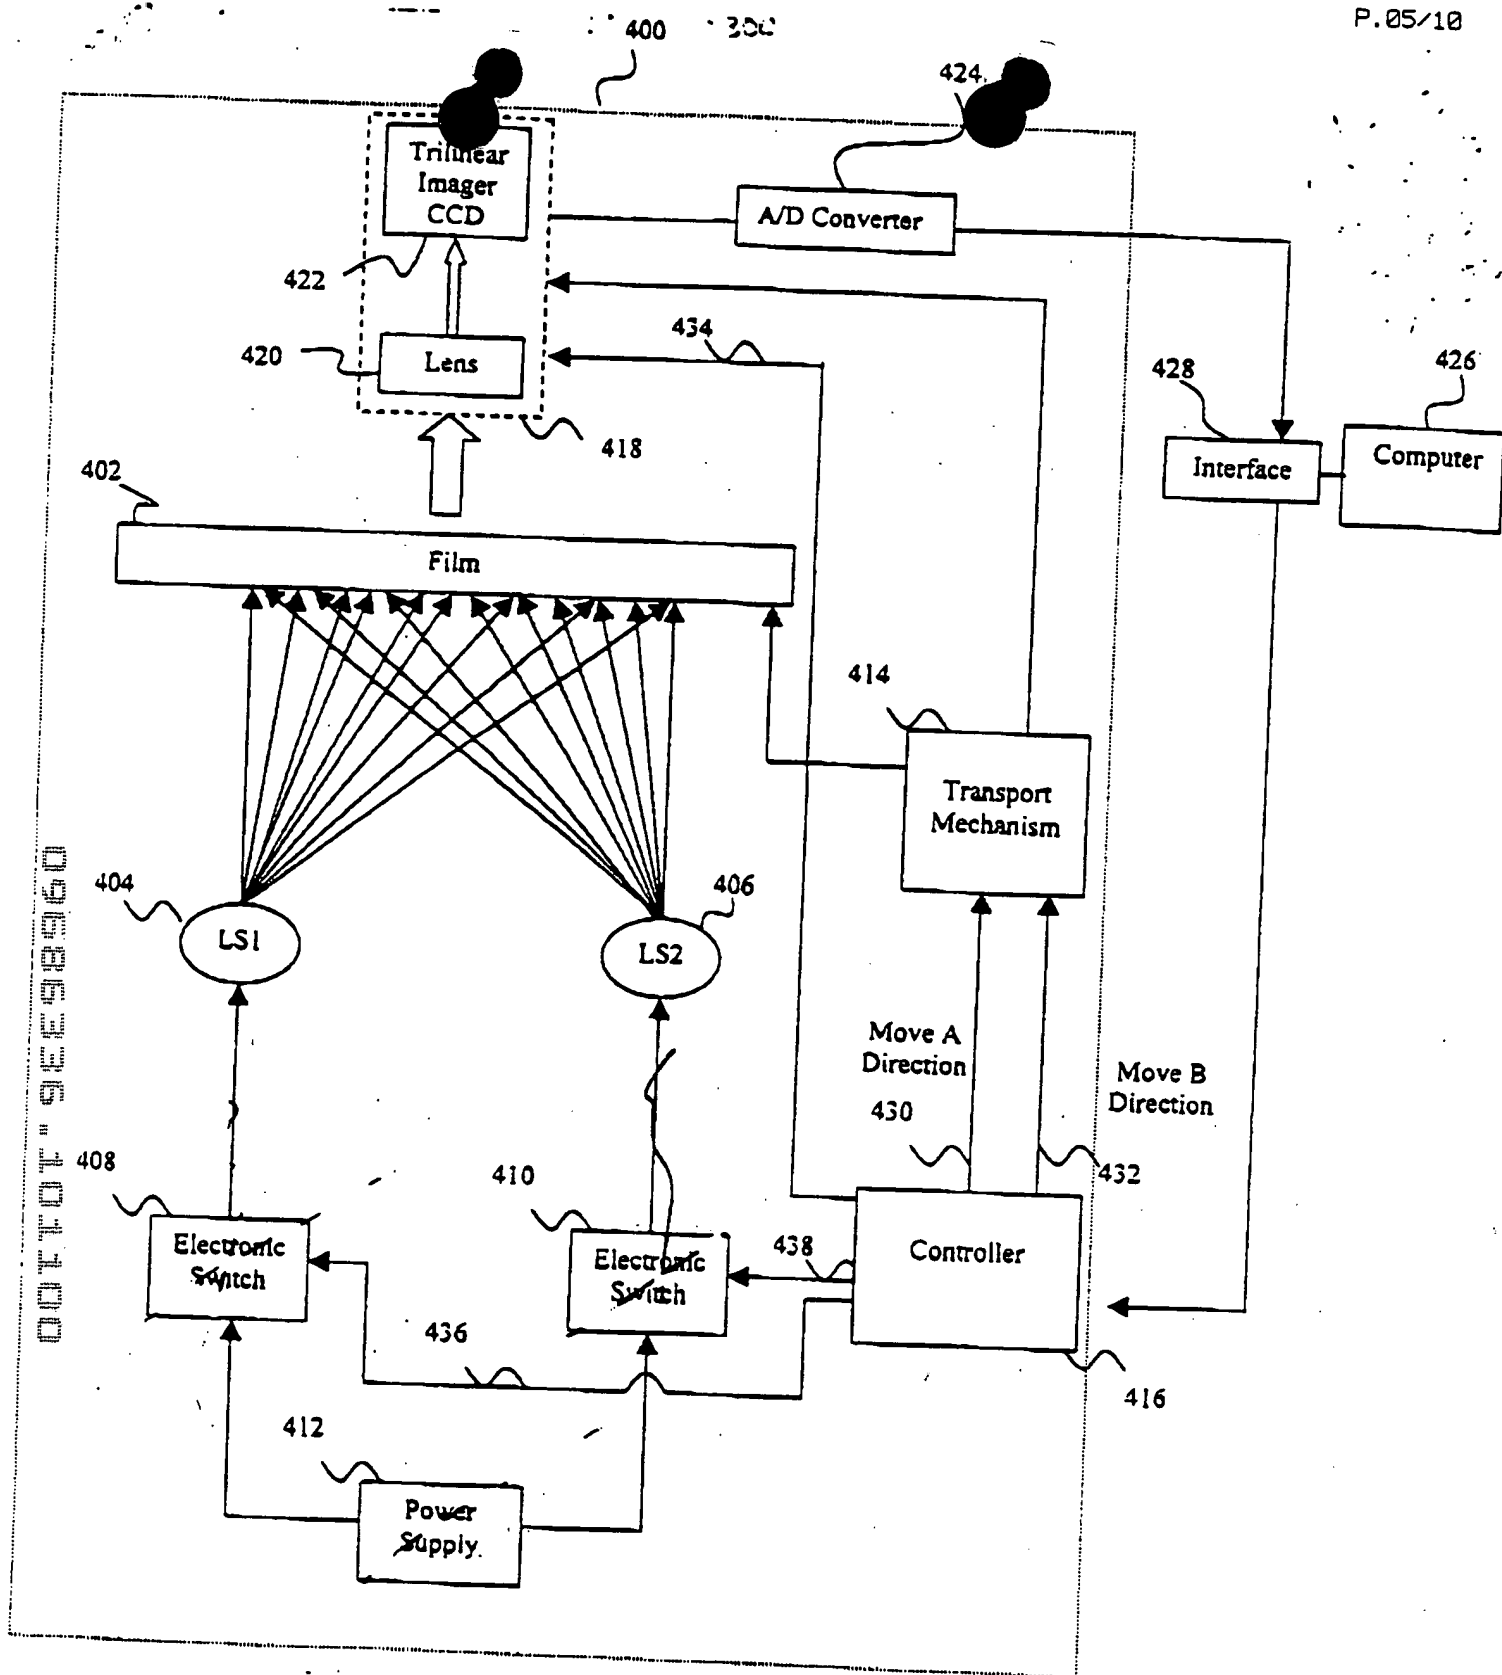 P.05/10
400
424
Trilinear
Imager
CCD
A/D Converter
422
434
420
Lens
428
426
Interface
Computer
418
402
Film
414
Transport
Mechanism
404
406
LS1
LS2
Move A
Direction
430
Move B
Direction
432
408
410
Electronic
Switch
Electronic
Switch
438
Controller
436
416
412
Power
Supply
09686336.101100